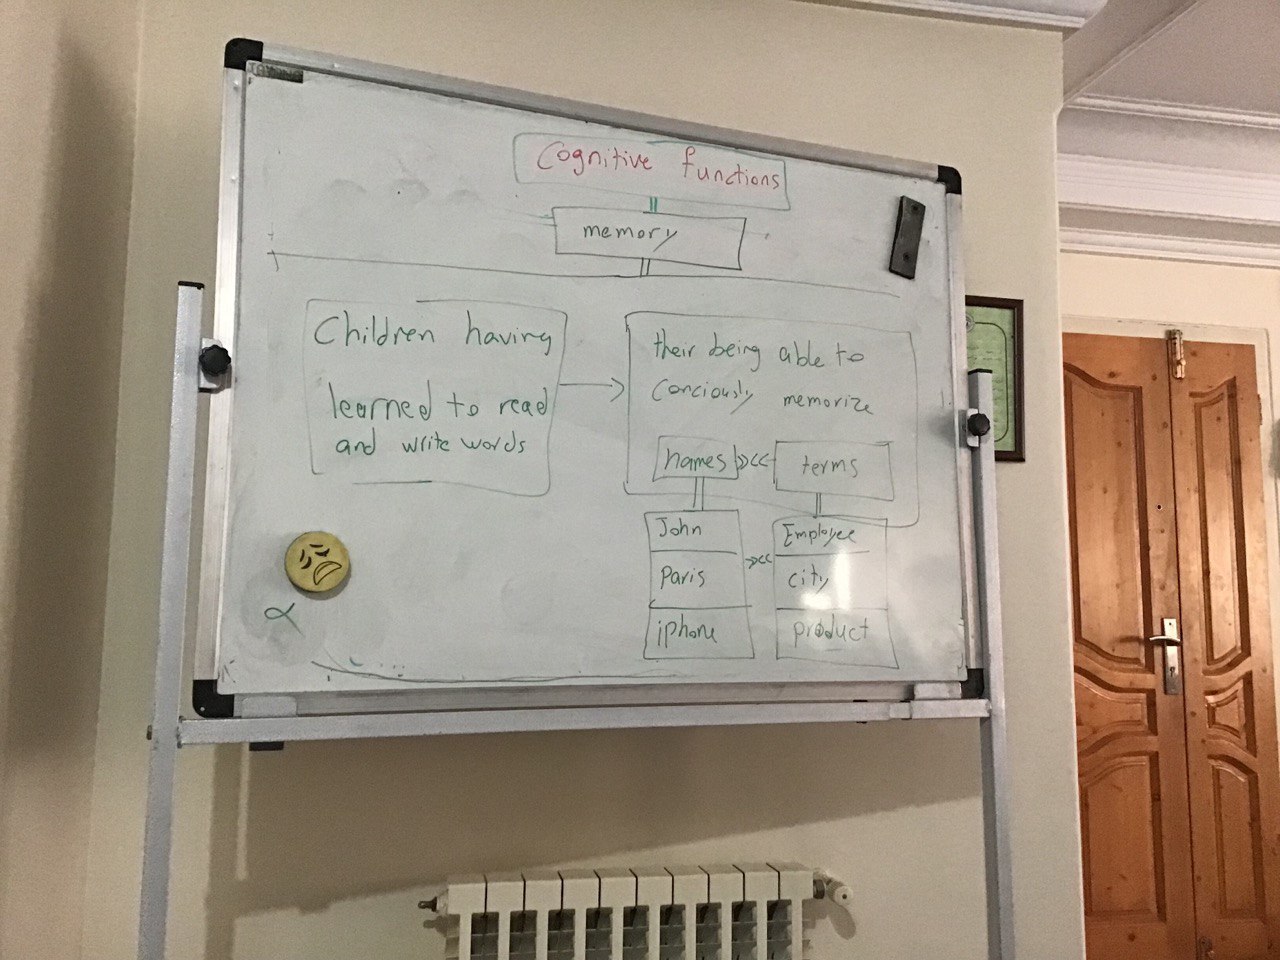 Cognitive functions
memory
Children having
learned to read
and write words
their being able to
conciously memorize
names »« terms
John
Paris
iphone
»«
Employee
city
product
α